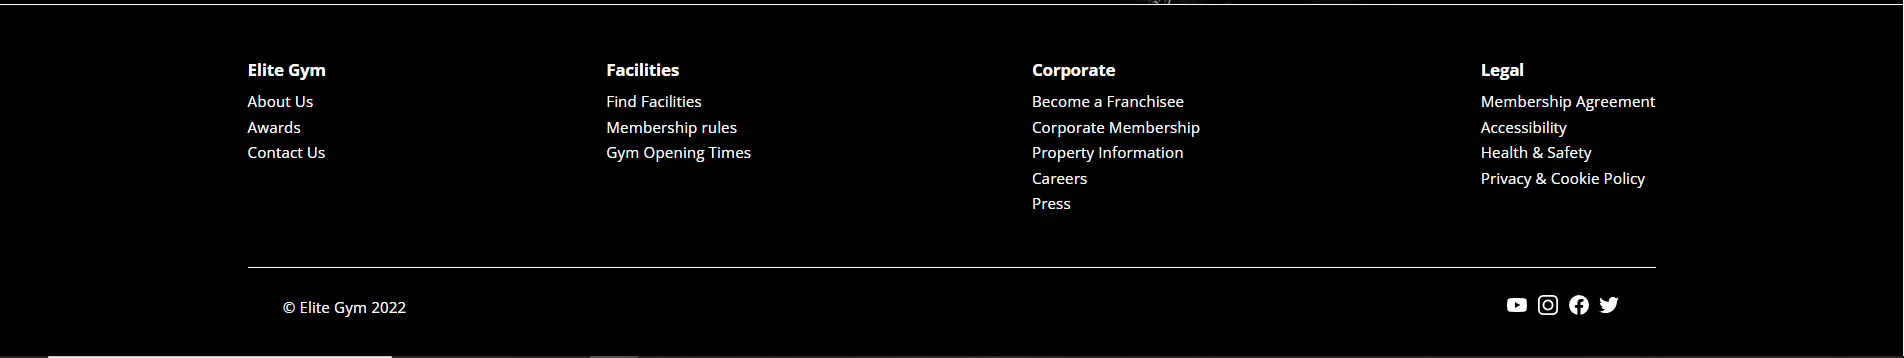 Elite Gym
About Us
Awards
Contact Us
Facilities
Find Facilities
Membership rules
Gym Opening Times
Corporate
Become a Franchisee
Corporate Membership
Property Information
Careers
Press
Legal
Membership Agreement
Accessibility
Health & Safety
Privacy & Cookie Policy
© Elite Gym 2022